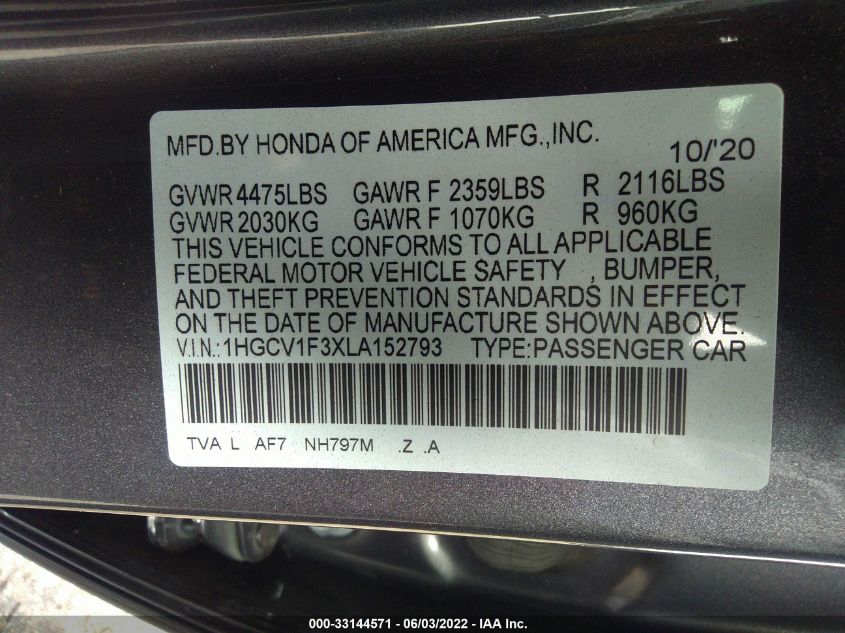 MFD.BY HONDA OF AMERICA MFG.,INC. 10/'20
GVWR 4475LBS GAWR F 2359LBS R 2116LBS
GVWR 2030KG GAWR F 1070KG R 960KG
THIS VEHICLE CONFORMS TO ALL APPLICABLE
FEDERAL MOTOR VEHICLE SAFETY , BUMPER,
AND THEFT PREVENTION STANDARDS IN EFFECT
ON THE DATE OF MANUFACTURE SHOWN ABOVE.
V.I.N.:1HGCV1F3XLA152793 TYPE:PASSENGER CAR
TVA L AF7 NH797M .Z .A
000-33144571 - 06/03/2022 - IAA Inc.